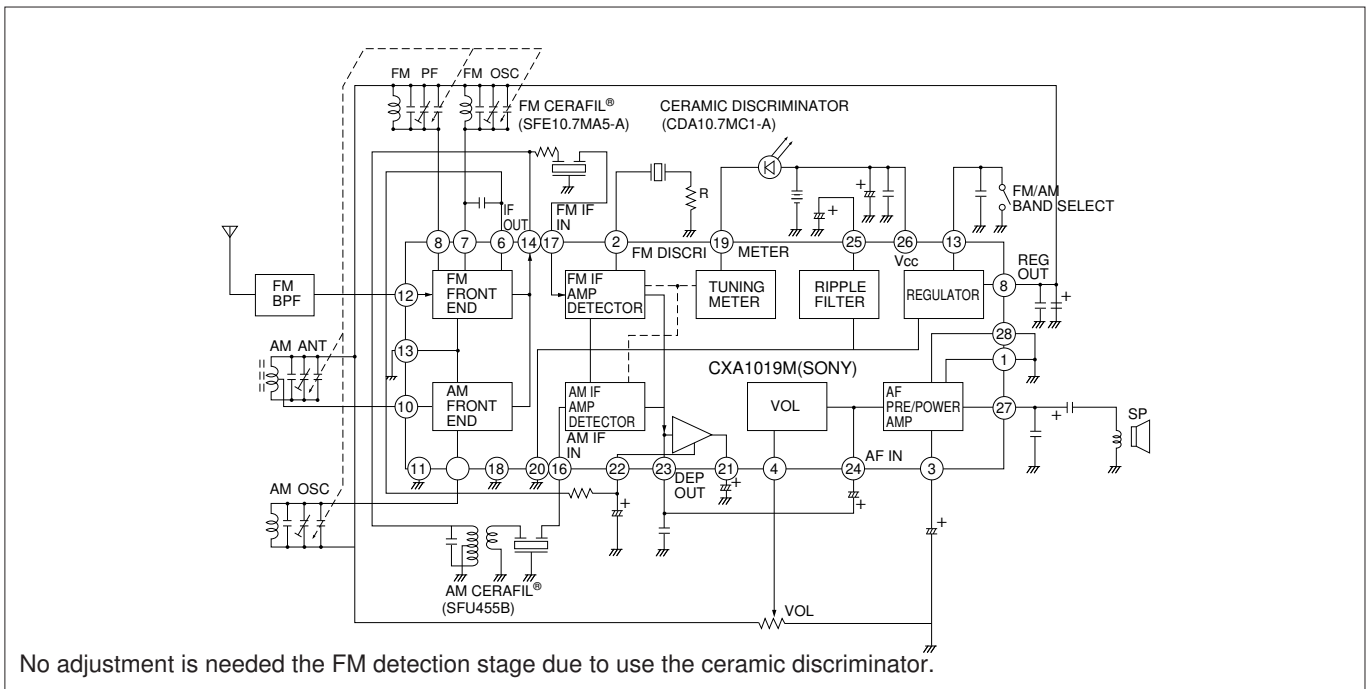 FM PF FM OSC
FM CERAFIL®
(SFE10.7MA5-A)
CERAMIC DISCRIMINATOR
(CDA10.7MC1-A)
R
FM/AM
BAND SELECT
IF
OUT
FM IF
IN
8 7 6 14 17 2 19 25 26 13
FM DISCRI
METER
Vcc
REG
OUT
FM
BPF
12
FM
FRONT
END
FM IF
AMP
DETECTOR
TUNING
METER
RIPPLE
FILTER
REGULATOR
8
13
28
1
AM ANT
CXA1019M(SONY)
10
AM
FRONT
END
AM IF
AMP
DETECTOR
VOL
AF
PRE/POWER
AMP
27
SP
AM IF
IN
11 18 20 16 22 23 21 4 24 3
DEP
OUT
AF IN
AM OSC
AM CERAFIL®
(SFU455B)
VOL
No adjustment is needed the FM detection stage due to use the ceramic discriminator.